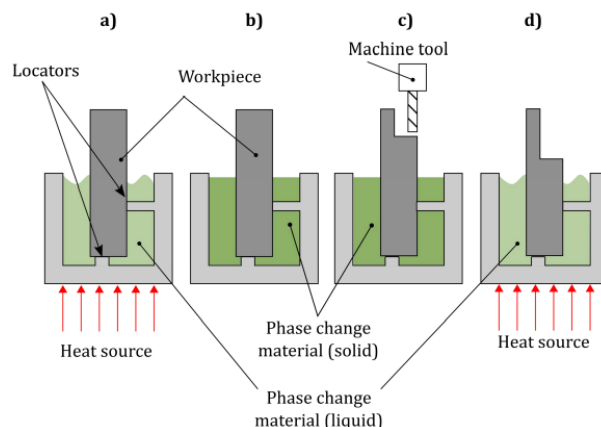 a)
b)
c)
d)
Machine tool
Locators
Workpiece
Heat source
Phase change
material (solid)
Heat source
Phase change
material (liquid)